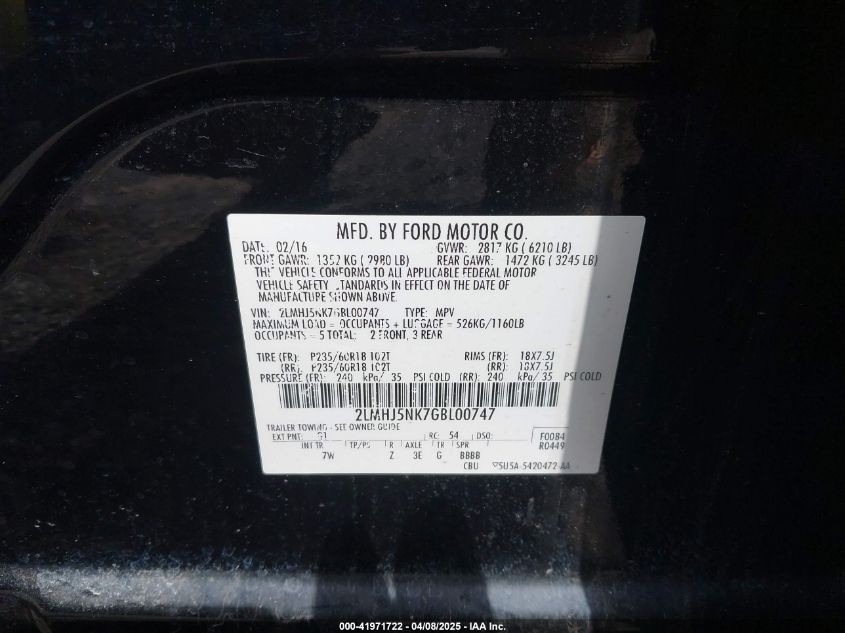 MFD. BY FORD MOTOR CO.
DATE: 02/16 GVWR: 2817 KG ( 6210 LB)
FRONT GAWR: 1352 KG ( 2980 LB) REAR GAWR: 1472 KG ( 3245 LB)
THIS VEHICLE CONFORMS TO ALL APPLICABLE FEDERAL MOTOR
VEHICLE SAFETY STANDARDS IN EFFECT ON THE DATE OF
MANUFACTURE SHOWN ABOVE.
VIN: 2LMHJ5NK7GBL00747 TYPE: MPV
MAXIMUM LOAD = OCCUPANTS + LUGGAGE = 526KG/1160LB
OCCUPANTS = 5 TOTAL: 2 FRONT, 3 REAR
TIRE (FR): P235/60R18 102T RIMS (FR): 18X7.5J
(RR): P235/60R18 102T (RR): 18X7.5J
PRESSURE (FR): 240 kPa/ 35 PSI COLD (RR): 240 kPa/ 35 PSI COLD
2LMHJ5NK7GBL00747
TRAILER TOWING - SEE OWNER GUIDE
EXT PNT: G1 RC: 54 DSO: F0084
INT TR TP/PS R AXLE TR SPR R0449
7W Z 3E G BBBB
CBU 5U5A-5420472-AA
000-41971722 - 04/08/2025 - IAA Inc.